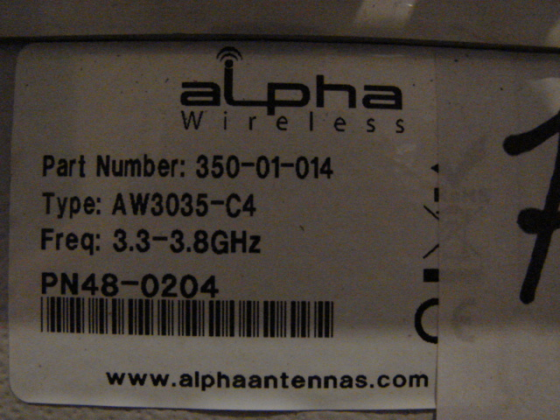 aLpha
Wireless
Part Number: 350-01-014
Type: AW3035-C4
Freq: 3.3-3.8GHz
PN48-0204
www.alphaantennas.com